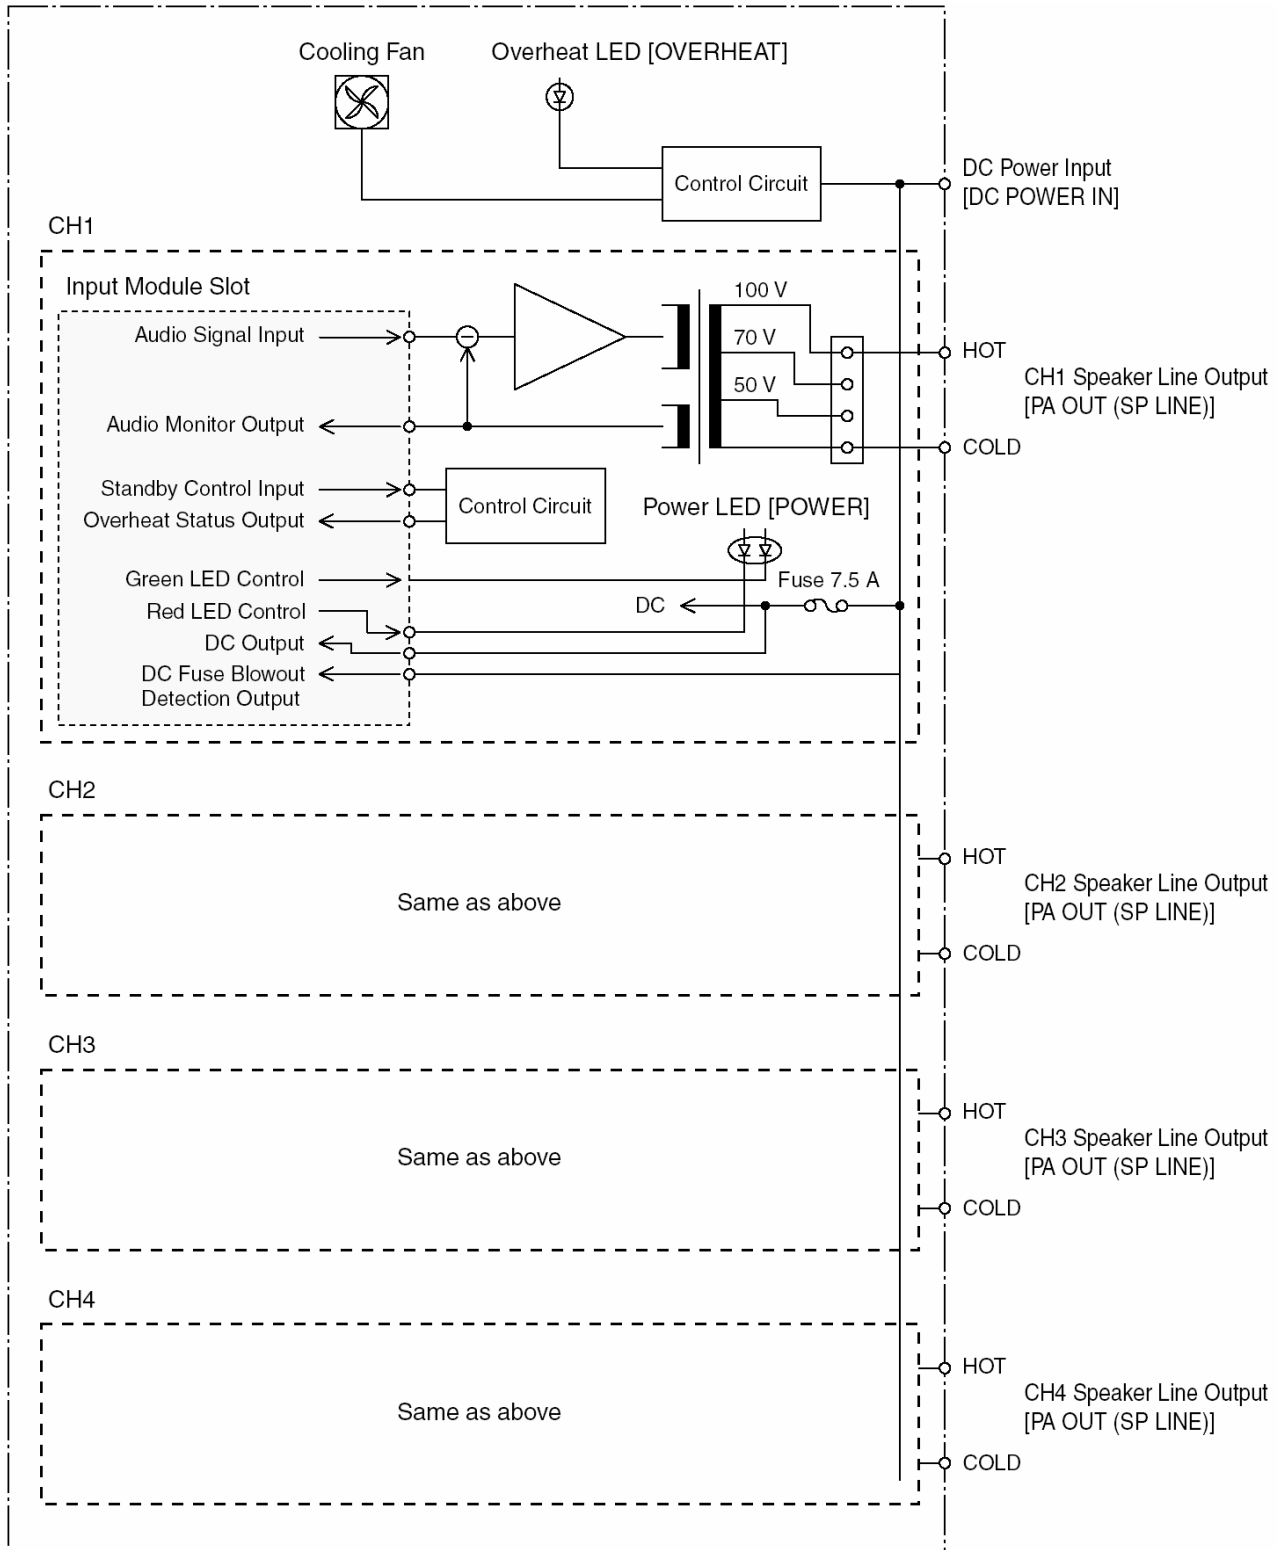 Cooling Fan
Overheat LED [OVERHEAT]
Control Circuit
DC Power Input
[DC POWER IN]
CH1
Input Module Slot
Audio Signal Input
Audio Monitor Output
Standby Control Input
Overheat Status Output
Green LED Control
Red LED Control
DC Output
DC Fuse Blowout
Detection Output
100 V
70 V
50 V
Control Circuit
Power LED [POWER]
Fuse 7.5 A
DC
HOT
CH1 Speaker Line Output
[PA OUT (SP LINE)]
COLD
CH2
Same as above
HOT
CH2 Speaker Line Output
[PA OUT (SP LINE)]
COLD
CH3
Same as above
HOT
CH3 Speaker Line Output
[PA OUT (SP LINE)]
COLD
CH4
Same as above
HOT
CH4 Speaker Line Output
[PA OUT (SP LINE)]
COLD